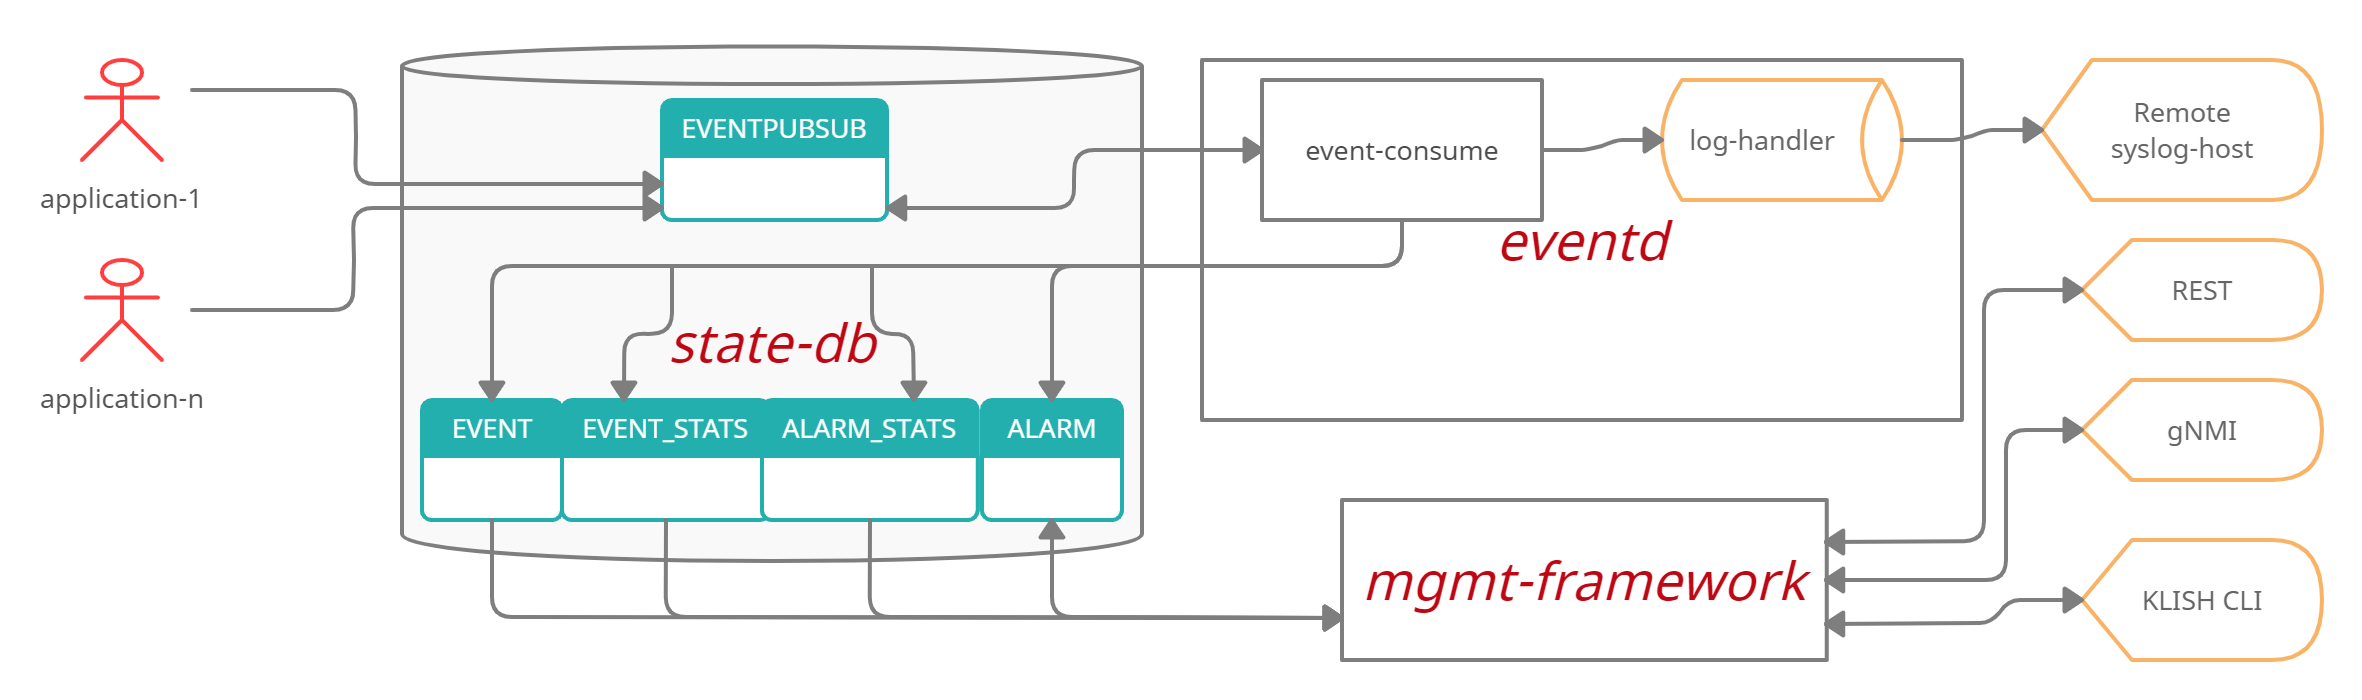 application-1
application-n
EVENTPUBSUB
state-db
EVENT
EVENT_STATS
ALARM_STATS
ALARM
event-consume
log-handler
eventd
mgmt-framework
Remote
syslog-host
REST
gNMI
KLISH CLI